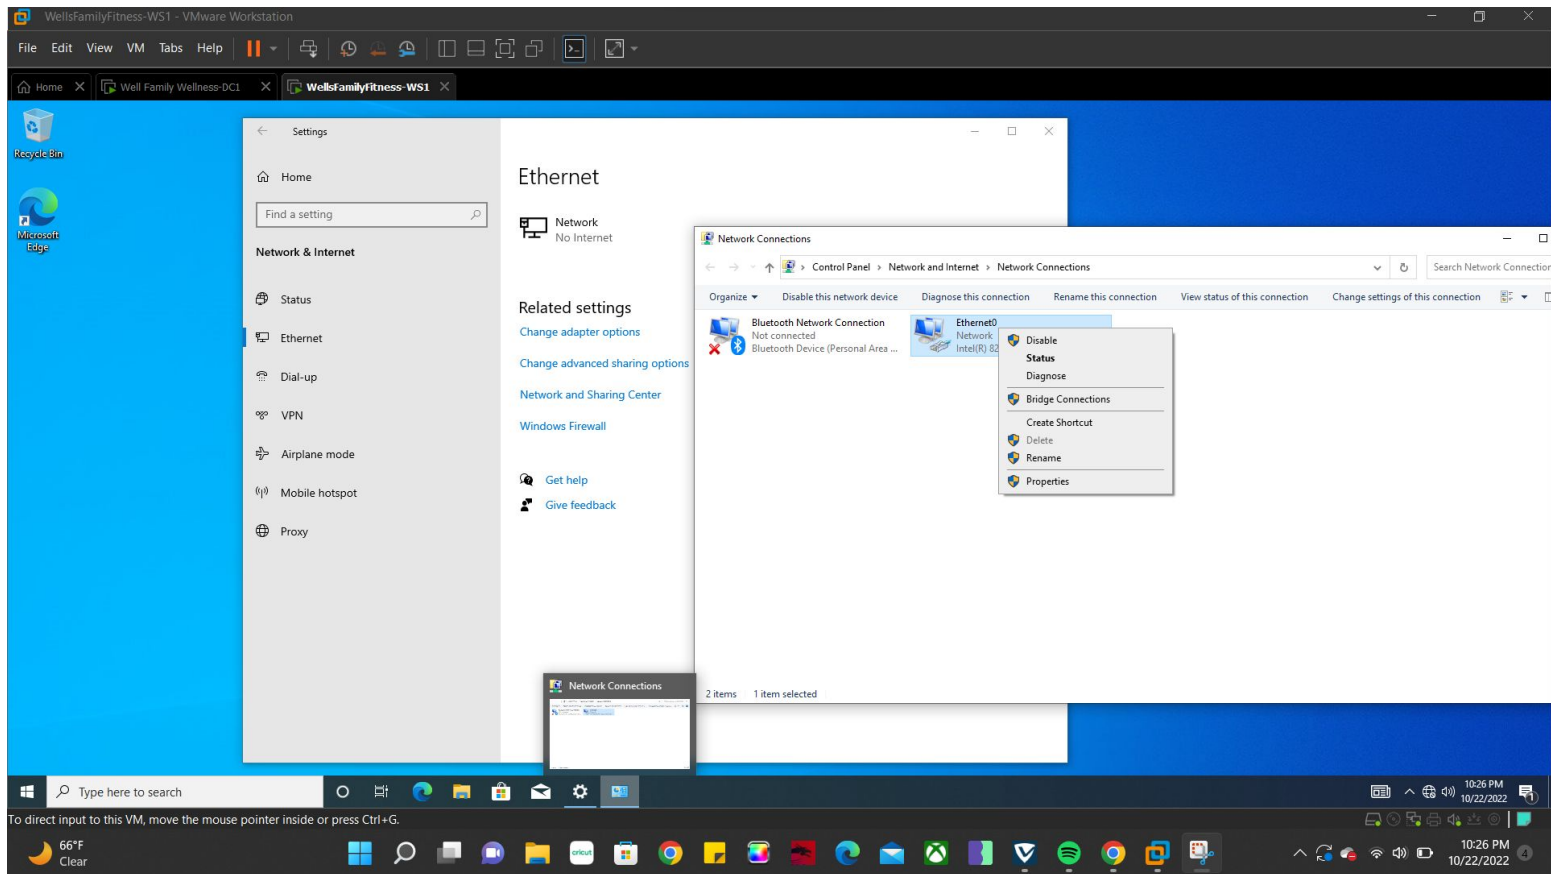 WellsFamilyFitness-WS1 - VMware Workstation
File Edit View VM Tabs Help
Home
Well Family Wellness-DC1
WellsFamilyFitness-WS1
Recycle Bin
Microsoft
Edge
Settings
Home
Find a setting
Network & Internet
Status
Ethernet
Dial-up
VPN
Airplane mode
Mobile hotspot
Proxy
Ethernet
Network
No Internet
Related settings
Change adapter options
Change advanced sharing options
Network and Sharing Center
Windows Firewall
Get help
Give feedback
Network Connections
Control Panel > Network and Internet > Network Connections
Search Network Connection
Organize
Disable this network device
Diagnose this connection
Rename this connection
View status of this connection
Change settings of this connection
Bluetooth Network Connection
Not connected
Bluetooth Device (Personal Area ...
Ethernet0
Network
Intel(R) 82
Disable
Status
Diagnose
Bridge Connections
Create Shortcut
Delete
Rename
Properties
2 items
1 item selected
Network Connections
Type here to search
10:26 PM
10/22/2022
1
To direct input to this VM, move the mouse pointer inside or press Ctrl+G.
66°F
Clear
cricut
10:26 PM
10/22/2022
4